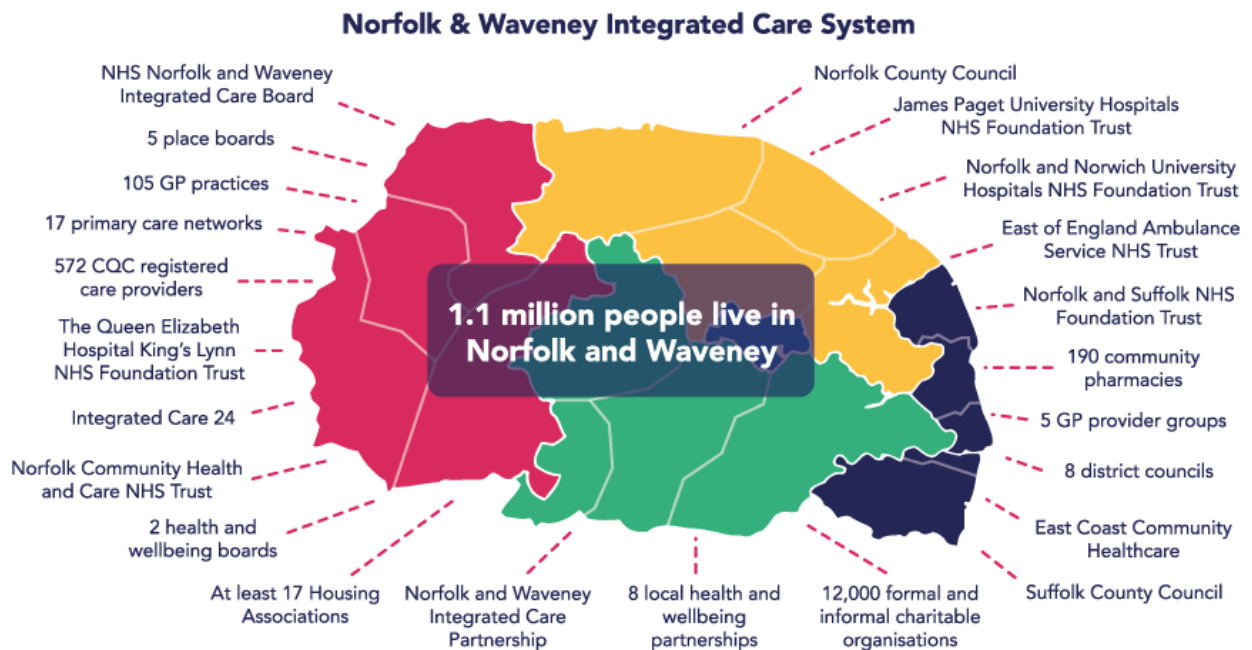 Norfolk & Waveney Integrated Care System
NHS Norfolk and Waveney
Integrated Care Board
5 place boards
105 GP practices
17 primary care networks
572 CQC registered
care providers
The Queen Elizabeth
Hospital King's Lynn
NHS Foundation Trust
Integrated Care 24
Norfolk Community Health
and Care NHS Trust
2 health and
wellbeing boards
At least 17 Housing
Associations
Norfolk and Waveney
Integrated Care
Partnership
8 local health and
wellbeing
partnerships
12,000 formal and
informal charitable
organisations
Norfolk County Council
James Paget University Hospitals
NHS Foundation Trust
Norfolk and Norwich University
Hospitals NHS Foundation Trust
East of England Ambulance
Service NHS Trust
Norfolk and Suffolk NHS
Foundation Trust
190 community
pharmacies
5 GP provider groups
8 district councils
East Coast Community
Healthcare
Suffolk County Council
1.1 million people live in
Norfolk and Waveney